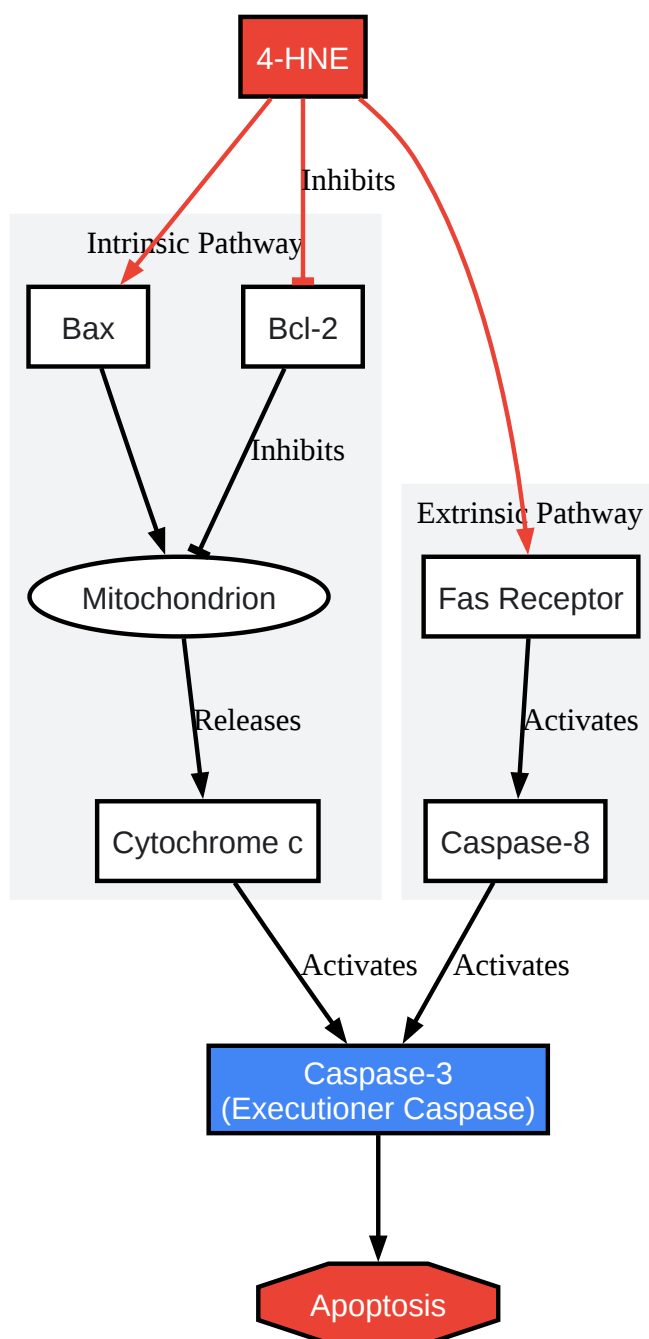 4-HNE
Inhibits
Intrinsic Pathway
Bax
Bcl-2
Inhibits
Extrinsic Pathway
Mitochondrion
Fas Receptor
Releases
Activates
Cytochrome c
Caspase-8
Activates
Activates
Caspase-3
(Executioner Caspase)
Apoptosis